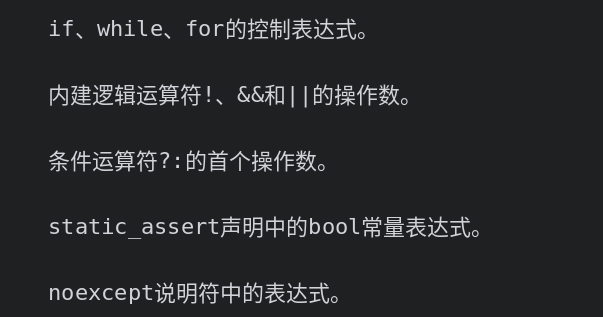 if、while、for的控制表达式。
内建逻辑运算符!、&&和||的操作数。
条件运算符?:的首个操作数。
static_assert声明中的bool常量表达式。
noexcept说明符中的表达式。